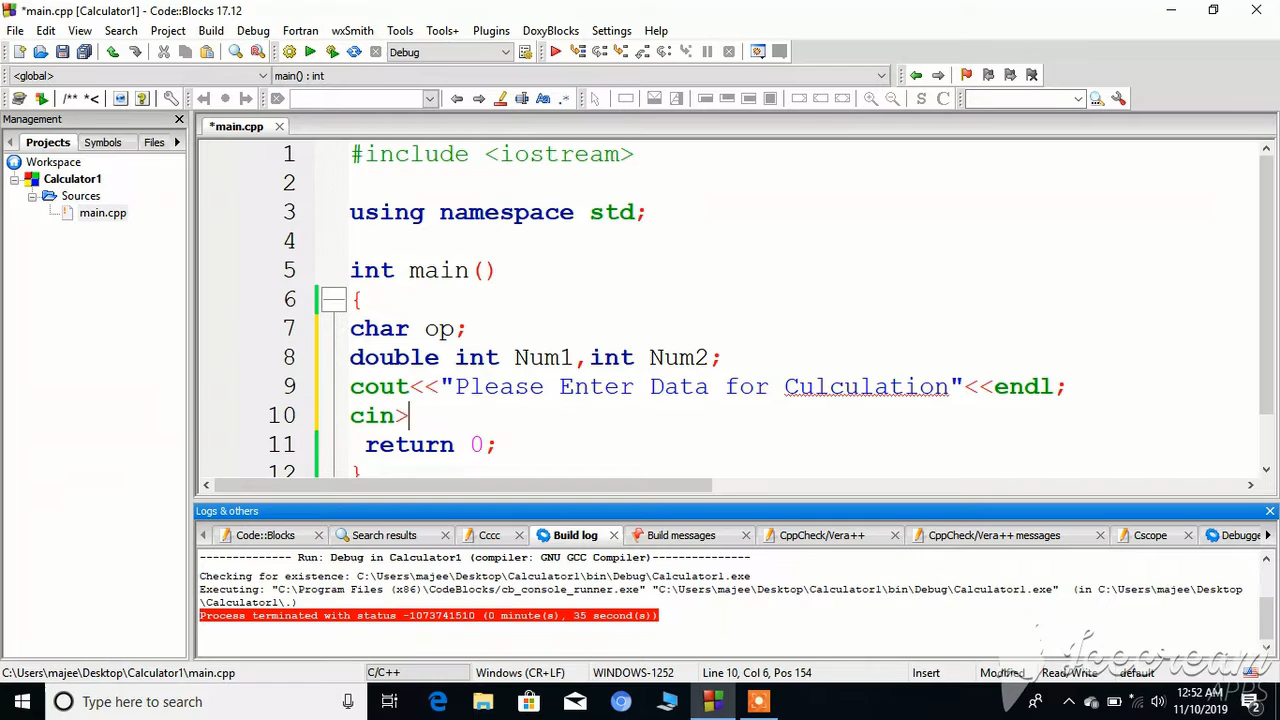 *main.cpp [Calculator1] - Code::Blocks 17.12
File Edit View Search Project Build Debug Fortran wxSmith Tools Tools+ Plugins DoxyBlocks Settings Help
Debug
<global> main() : int
/** *<
S C
Management
Projects Symbols Files
*main.cpp
Workspace
Calculator1
Sources
main.cpp
1 #include <iostream>
2
3 using namespace std;
4
5 int main()
6 {
7 char op;
8 double int Num1,int Num2;
9 cout<<"Please Enter Data for Culculation"<<endl;
10 cin>
11 return 0;
12 }
Logs & others
Code::Blocks Search results Cccc Build log Build messages CppCheck/Vera++ CppCheck/Vera++ messages Cscope Debugge
-------------- Run: Debug in Calculator1 (compiler: GNU GCC Compiler)---------------
Checking for existence: C:\Users\majee\Desktop\Calculator1\bin\Debug\Calculator1.exe
Executing: "C:\Program Files (x86)\CodeBlocks/cb_console_runner.exe" "C:\Users\majee\Desktop\Calculator1\bin\Debug\Calculator1.exe" (in C:\Users\majee\Desktop
\Calculator1\.)
Process terminated with status -1073741510 (0 minute(s), 35 second(s))
C:\Users\majee\Desktop\Calculator1\main.cpp C/C++ Windows (CR+LF) WINDOWS-1252 Line 10, Col 6, Pos 154 Insert Modified Read/Write default
Icecream
APPS
Type here to search
12:52 AM
11/10/2019
2